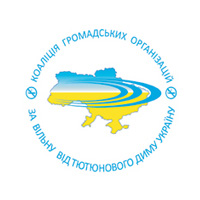 КОАЛІЦІЯ ГРОМАДСЬКИХ ОРГАНІЗАЦІЙ
ЗА ВІЛЬНУ ВІД ТЮТЮНОВОГО ДИМУ УКРАЇНУ